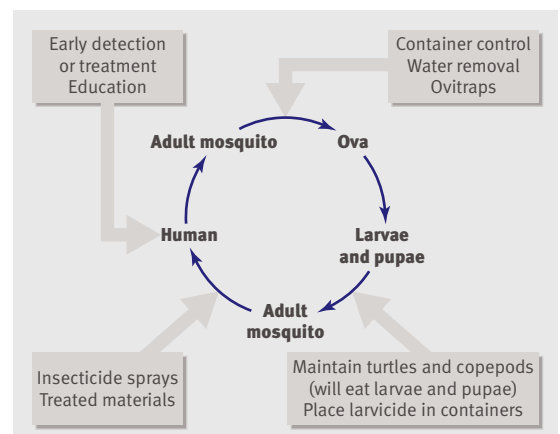 Early detection
or treatment
Education
Container control
Water removal
Ovitraps
Adult mosquito
Ova
Human
Larvae
and pupae
Adult
mosquito
Insecticide sprays
Treated materials
Maintain turtles and copepods
(will eat larvae and pupae)
Place larvicide in containers